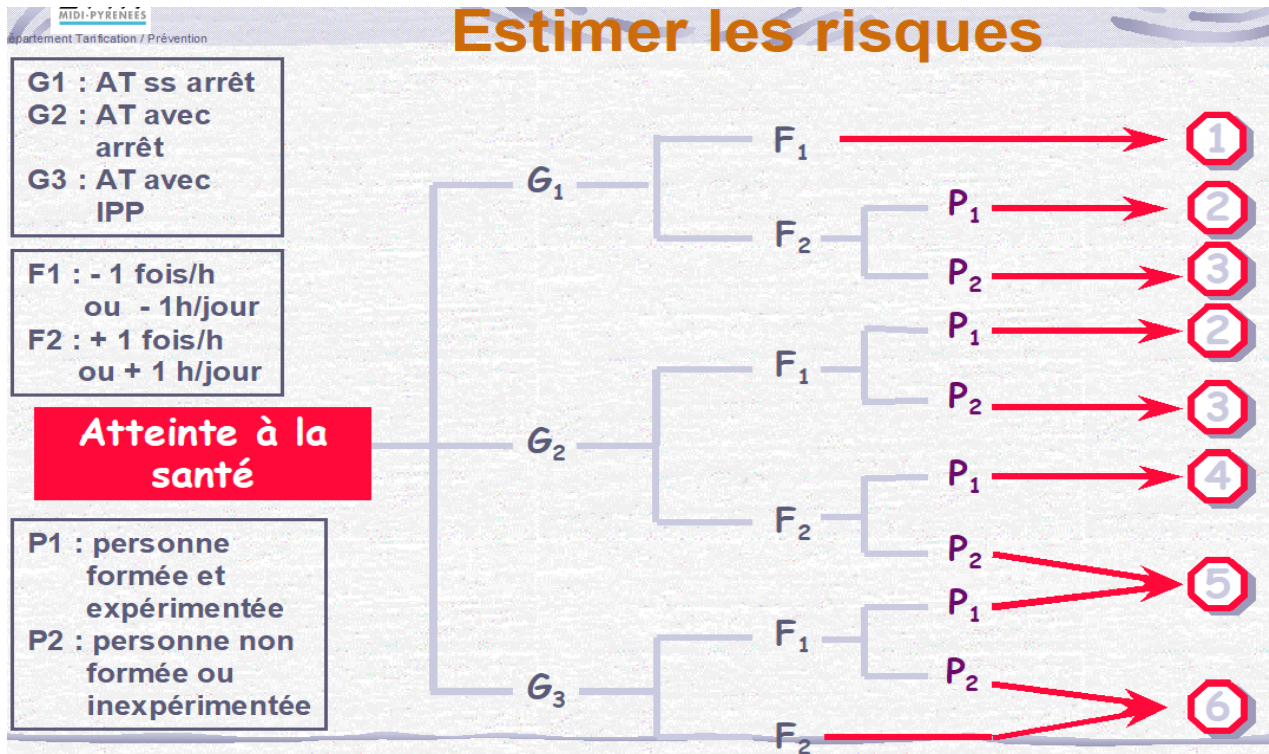 MIDI-PYRENEES
épartement Tarification / Prévention
Estimer les risques
G1 : AT ss arrêt
G2 : AT avec
arrêt
G3 : AT avec
IPP
F1 : - 1 fois/h
ou - 1h/jour
F2 : + 1 fois/h
ou + 1 h/jour
Atteinte à la
santé
P1 : personne
formée et
expérimentée
P2 : personne non
formée ou
inexpérimentée
G1
F1
1
F2
P1
2
P2
3
G2
F1
P1
2
P2
3
F2
P1
4
P2
5
G3
F1
P1
P2
6
F2